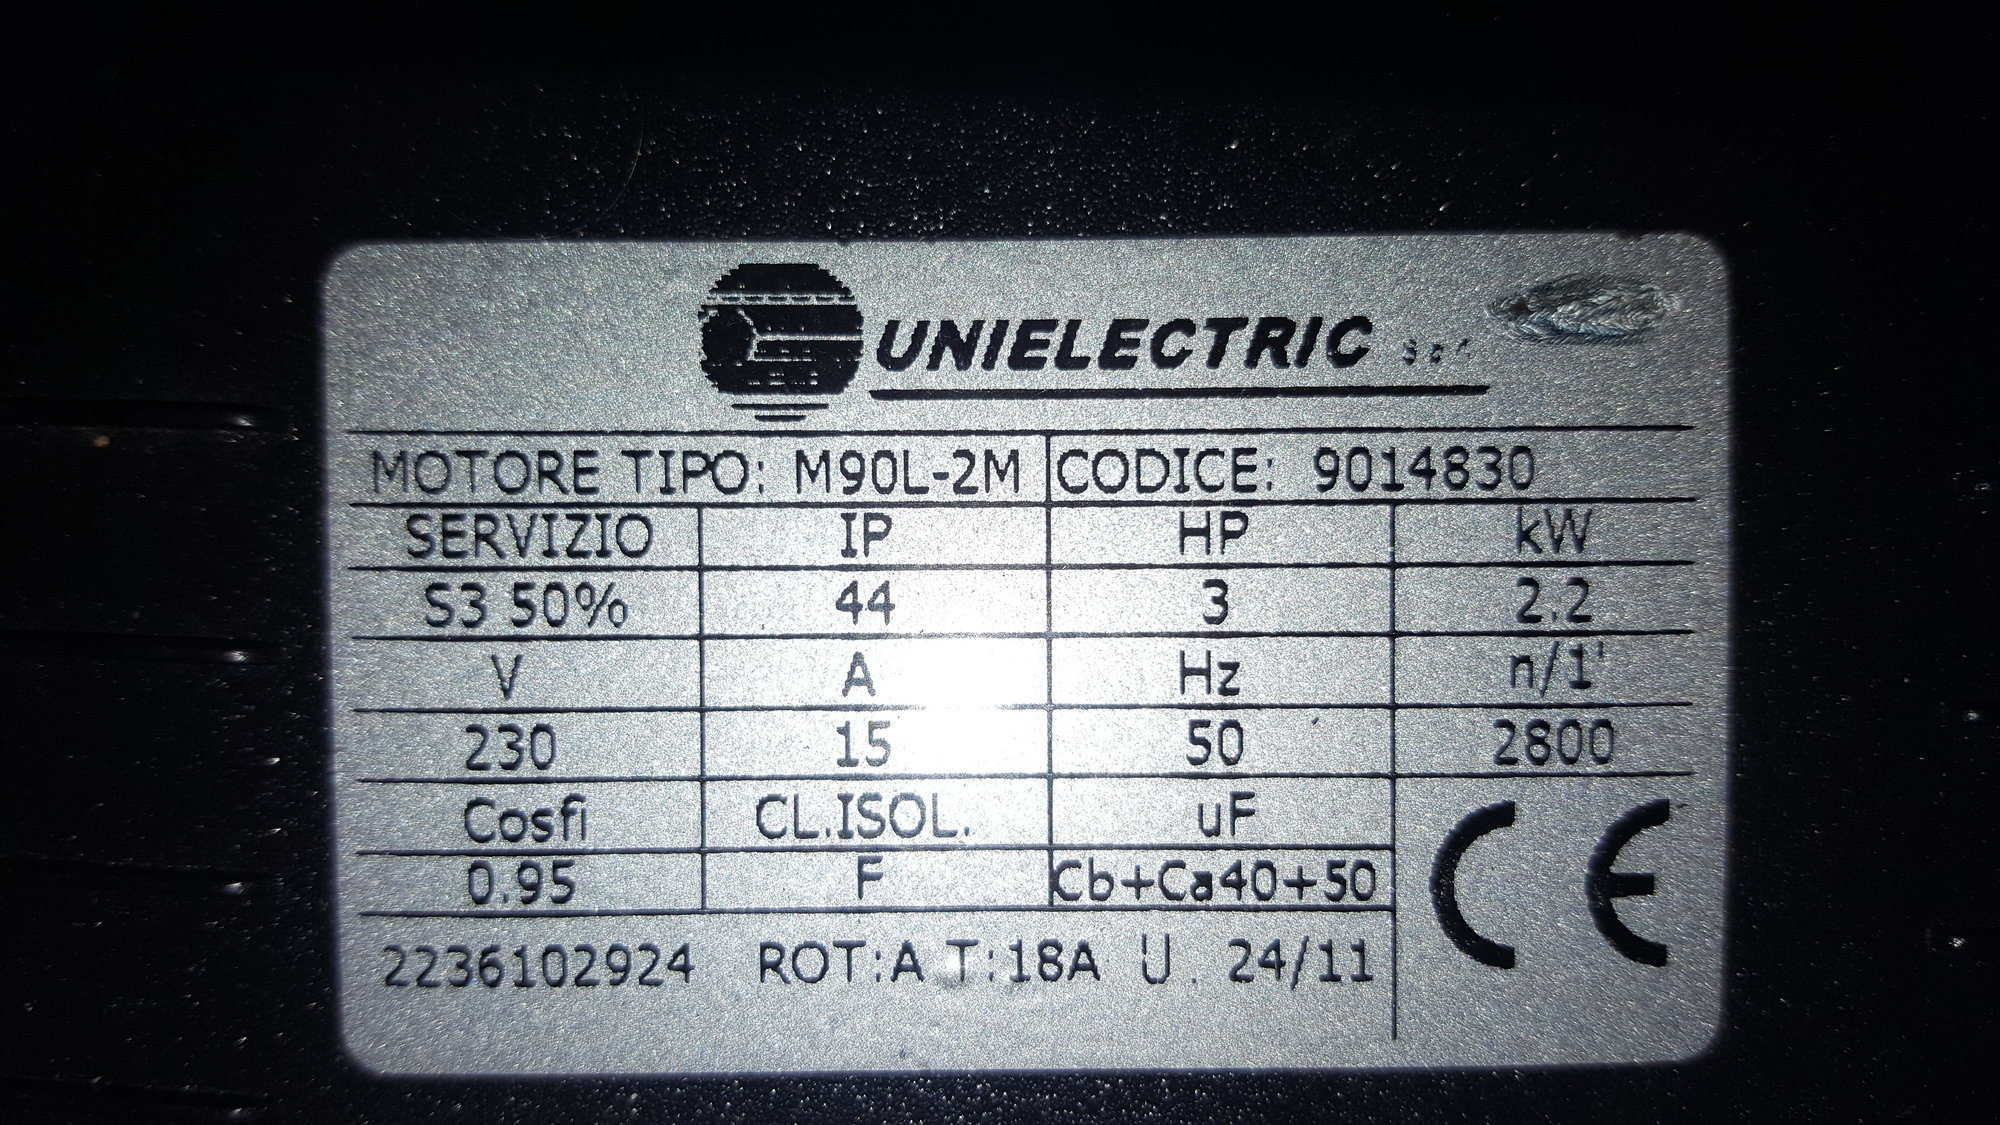 UNIELECTRIC
MOTORE TIPO: M90L-2M CODICE: 9014830
SERVIZIO IP HP kW
S3 50% 44 3 2.2
V A Hz n/1'
230 15 50 2800
Cosfi CL.ISOL. uF
0.95 F Cb+Ca40+50
CE
2236102924 ROT:A T:18A U. 24/11